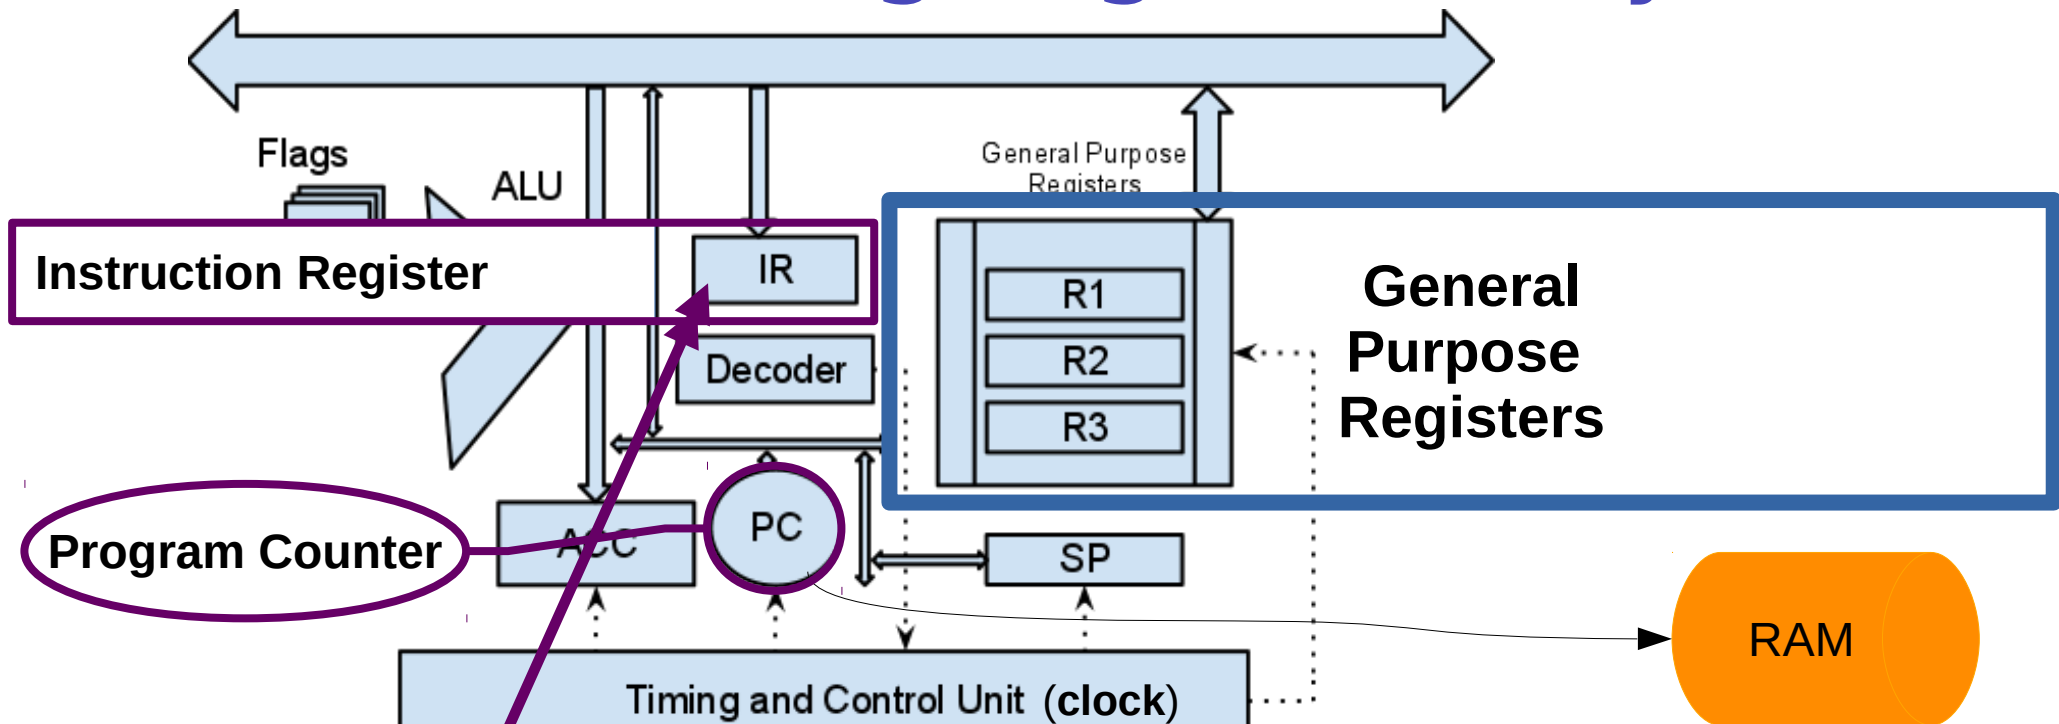 Flags
ALU
General Purpose
Registers
Instruction Register
IR
R1
R2
R3
Decoder
General
Purpose
Registers
Program Counter
ACC
PC
SP
RAM
Timing and Control Unit (clock)